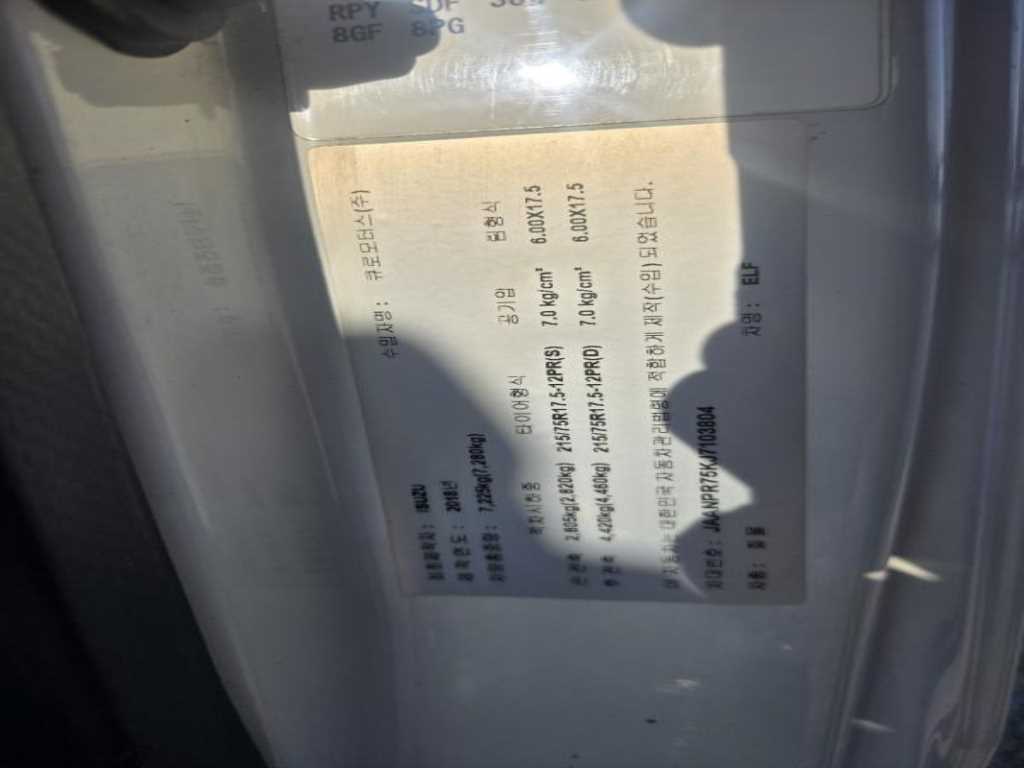 RPY
8GF 8PG
수입자명 : 큐로모터스(주)
최종제작자 : ISUZU
제작연도 : 2018년
차량총중량 : 7,225kg(7,280kg)
적차시하중 타이어형식 공기압 림형식
전 전축 2,805kg(2,820kg) 215/75R17.5-12PR(S) 7.0 kg/cm² 6.00X17.5
후 전축 4,420kg(4,460kg) 215/75R17.5-12PR(D) 7.0 kg/cm² 6.00X17.5
이 자동차는 대한민국 자동차관리법령에 적합하게 제작(수입) 되었습니다.
차대번호 : JAANPR75KJ7103804
차종 : 화물 차명 : ELF